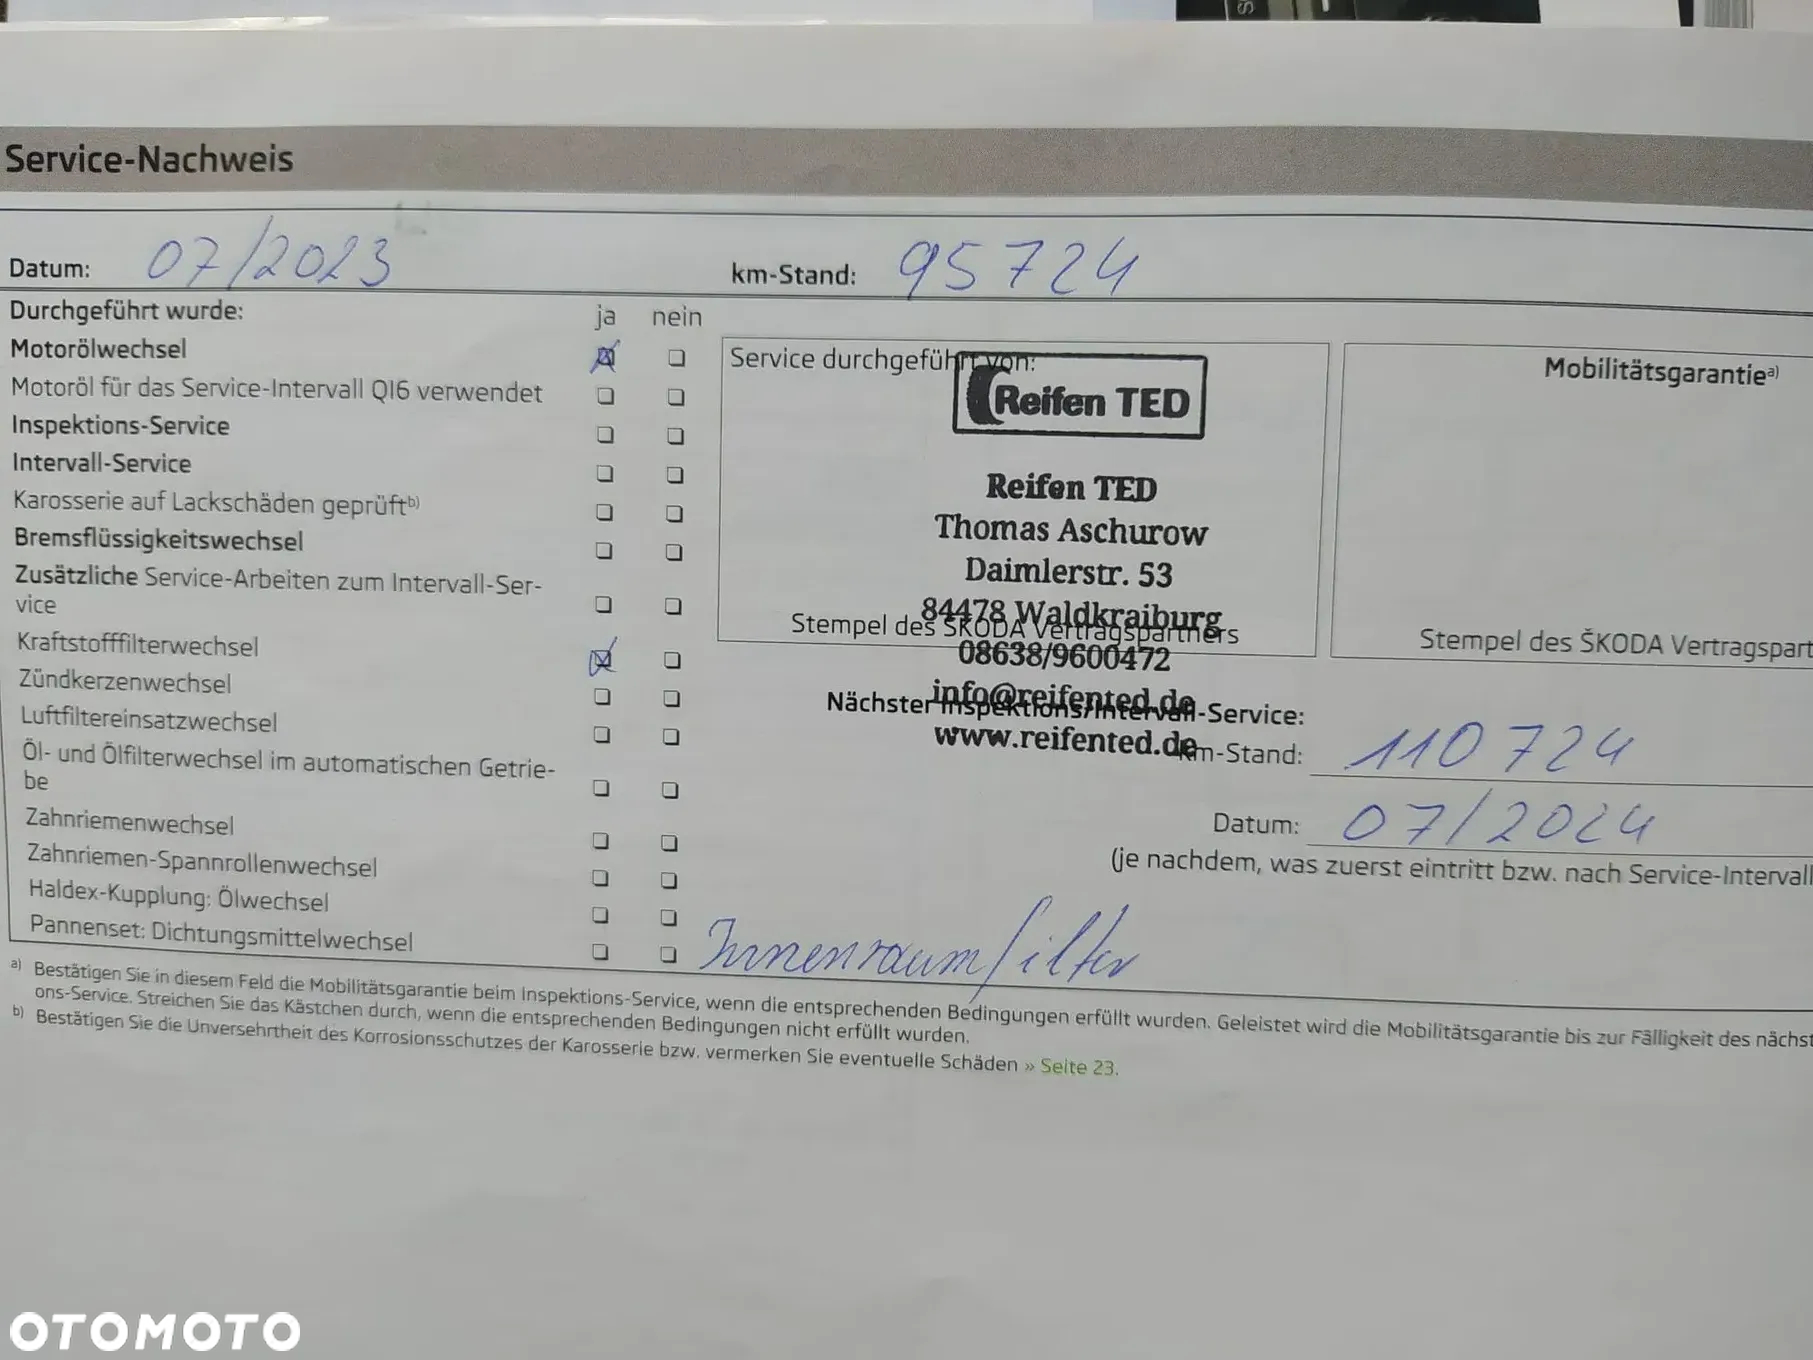 Service-Nachweis
Datum: 07/2023 km-Stand: 95724
Durchgeführt wurde: ja nein
Motorölwechsel
Motoröl für das Service-Intervall QI6 verwendet
Inspektions-Service
Intervall-Service
Karosserie auf Lackschäden geprüftb)
Bremsflüssigkeitswechsel
Zusätzliche Service-Arbeiten zum Intervall-Ser-
vice
Kraftstofffilterwechsel
Zündkerzenwechsel
Luftfiltereinsatzwechsel
Öl- und Ölfilterwechsel im automatischen Getrie-
be
Zahnriemenwechsel
Zahnriemen-Spannrollenwechsel
Haldex-Kupplung: Ölwechsel
Pannenset: Dichtungsmittelwechsel
Service durchgeführt von:
Reifen TED
Reifen TED
Thomas Aschurow
Daimlerstr. 53
84478 Waldkraiburg
Stempel des ŠKODA Vertragspartners
08638/9600472
info@reifented.de
Nächster Inspektions/Intervall-Service:
www.reifented.de
km-Stand: 110724
Datum: 07/2024
(je nachdem, was zuerst eintritt bzw. nach Service-Intervall
Innenraumfilter
Mobilitätsgarantiea)
Stempel des ŠKODA Vertragspart
a) Bestätigen Sie in diesem Feld die Mobilitätsgarantie beim Inspektions-Service, wenn die entsprechenden Bedingungen erfüllt wurden. Geleistet wird die Mobilitätsgarantie bis zur Fälligkeit des nächst
ons-Service. Streichen Sie das Kästchen durch, wenn die entsprechenden Bedingungen nicht erfüllt wurden.
b) Bestätigen Sie die Unversehrtheit des Korrosionsschutzes der Karosserie bzw. vermerken Sie eventuelle Schäden » Seite 23.
OTOMOTO